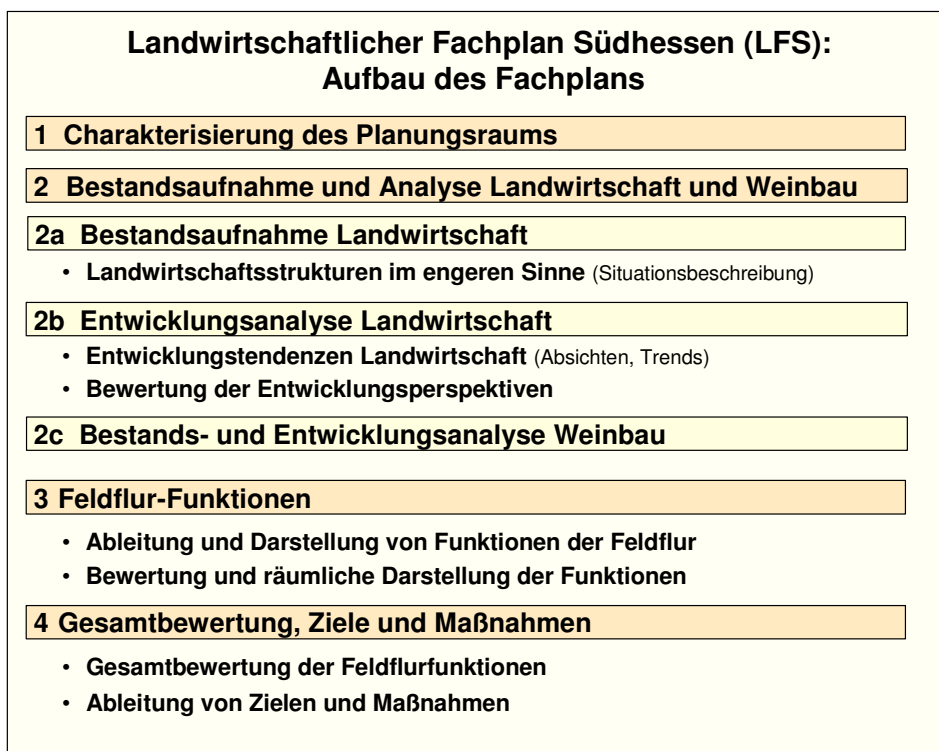 Landwirtschaftlicher Fachplan Südhessen (LFS):
Aufbau des Fachplans
1 Charakterisierung des Planungsraums
2 Bestandsaufnahme und Analyse Landwirtschaft und Weinbau
2a Bestandsaufnahme Landwirtschaft
• Landwirtschaftsstrukturen im engeren Sinne (Situationsbeschreibung)
2b Entwicklungsanalyse Landwirtschaft
• Entwicklungstendenzen Landwirtschaft (Absichten, Trends)
• Bewertung der Entwicklungsperspektiven
2c Bestands- und Entwicklungsanalyse Weinbau
3 Feldflur-Funktionen
• Ableitung und Darstellung von Funktionen der Feldflur
• Bewertung und räumliche Darstellung der Funktionen
4 Gesamtbewertung, Ziele und Maßnahmen
• Gesamtbewertung der Feldflurfunktionen
• Ableitung von Zielen und Maßnahmen